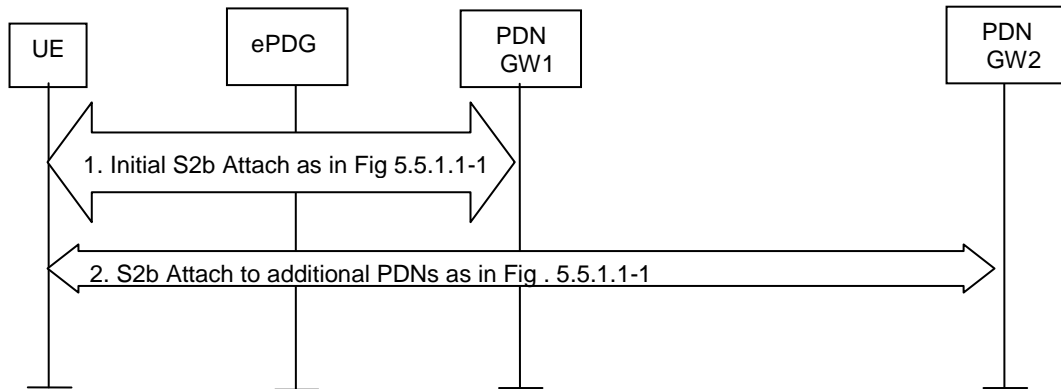 UE
ePDG
PDN
GW1
PDN
GW2
1. Initial S2b Attach as in Fig 5.5.1.1-1
2. S2b Attach to additional PDNs as in Fig . 5.5.1.1-1